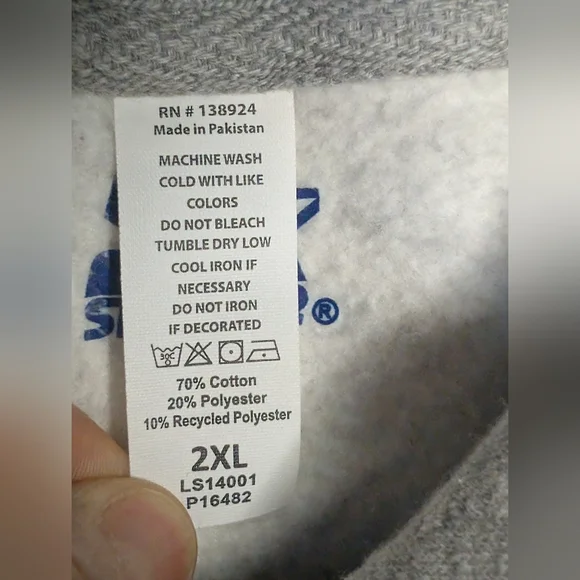 RN # 138924
Made in Pakistan
MACHINE WASH
COLD WITH LIKE
COLORS
DO NOT BLEACH
TUMBLE DRY LOW
COOL IRON IF
NECESSARY
DO NOT IRON
IF DECORATED
30C
70% Cotton
20% Polyester
10% Recycled Polyester
2XL
LS14001
P16482
®